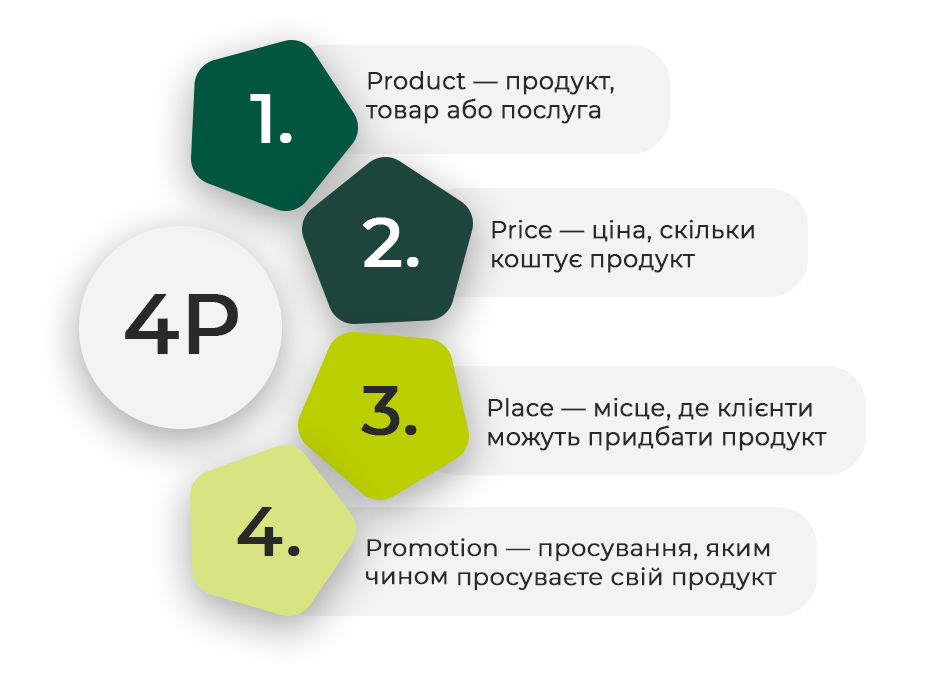 4P
1.
Product — продукт,
товар або послуга
2.
Price — ціна, скільки
коштує продукт
3.
Place — місце, де клієнти
можуть придбати продукт
4.
Promotion — просування, яким
чином просуваєте свій продукт